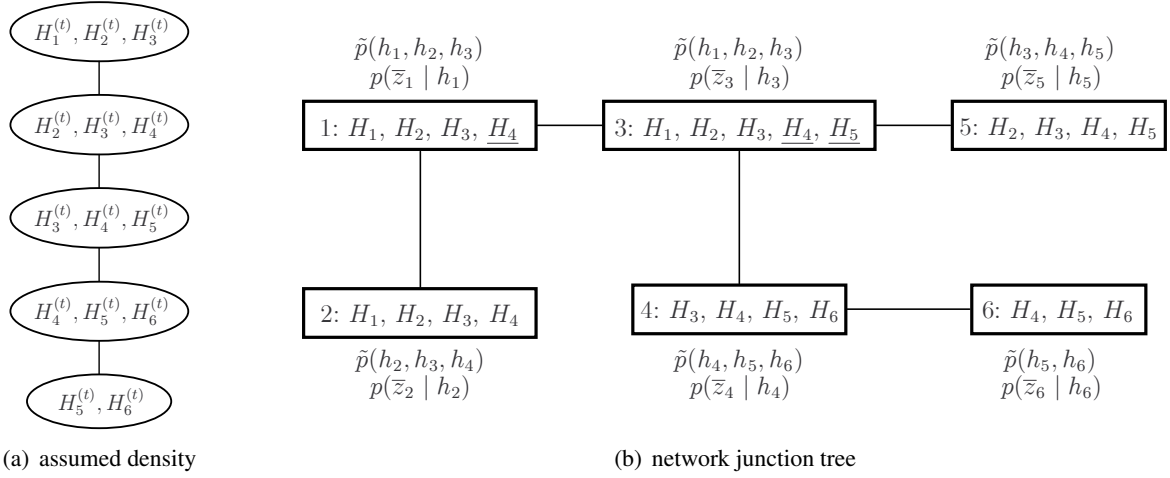 H_1^{(t)}, H_2^{(t)}, H_3^{(t)}
H_2^{(t)}, H_3^{(t)}, H_4^{(t)}
H_3^{(t)}, H_4^{(t)}, H_5^{(t)}
H_4^{(t)}, H_5^{(t)}, H_6^{(t)}
H_5^{(t)}, H_6^{(t)}
(a) assumed density
p̃(h_1, h_2, h_3)
p(z̅_1 | h_1)
1: H_1, H_2, H_3, H_4
p̃(h_1, h_2, h_3)
p(z̅_3 | h_3)
3: H_1, H_2, H_3, H_4, H_5
p̃(h_3, h_4, h_5)
p(z̅_5 | h_5)
5: H_2, H_3, H_4, H_5
2: H_1, H_2, H_3, H_4
p̃(h_2, h_3, h_4)
p(z̅_2 | h_2)
4: H_3, H_4, H_5, H_6
p̃(h_4, h_5, h_6)
p(z̅_4 | h_4)
6: H_4, H_5, H_6
p̃(h_5, h_6)
p(z̅_6 | h_6)
(b) network junction tree